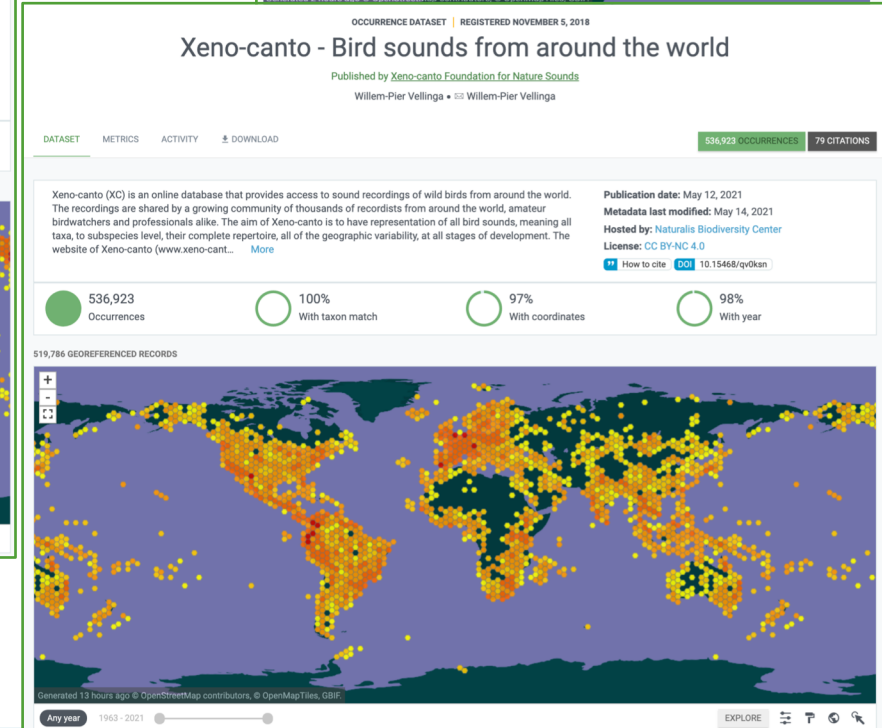 OCCURRENCE DATASET | REGISTERED NOVEMBER 5, 2018
Xeno-canto - Bird sounds from around the world
Published by Xeno-canto Foundation for Nature Sounds
Willem-Pier Vellinga • Willem-Pier Vellinga
DATASET METRICS ACTIVITY DOWNLOAD 536,923 OCCURRENCES 79 CITATIONS
Xeno-canto (XC) is an online database that provides access to sound recordings of wild birds from around the world.
The recordings are shared by a growing community of thousands of recordists from around the world, amateur
birdwatchers and professionals alike. The aim of Xeno-canto is to have representation of all bird sounds, meaning all
taxa, to subspecies level, their complete repertoire, all of the geographic variability, at all stages of development. The
website of Xeno-canto (www.xeno-cant... More
Publication date: May 12, 2021
Metadata last modified: May 14, 2021
Hosted by: Naturalis Biodiversity Center
License: CC BY-NC 4.0
How to cite DOI 10.15468/qv0ksn
536,923
Occurrences
100%
With taxon match
97%
With coordinates
98%
With year
519,786 GEOREFERENCED RECORDS
+
-
Generated 13 hours ago © OpenStreetMap contributors, © OpenMapTiles, GBIF.
Any year 1963 - 2021 EXPLORE